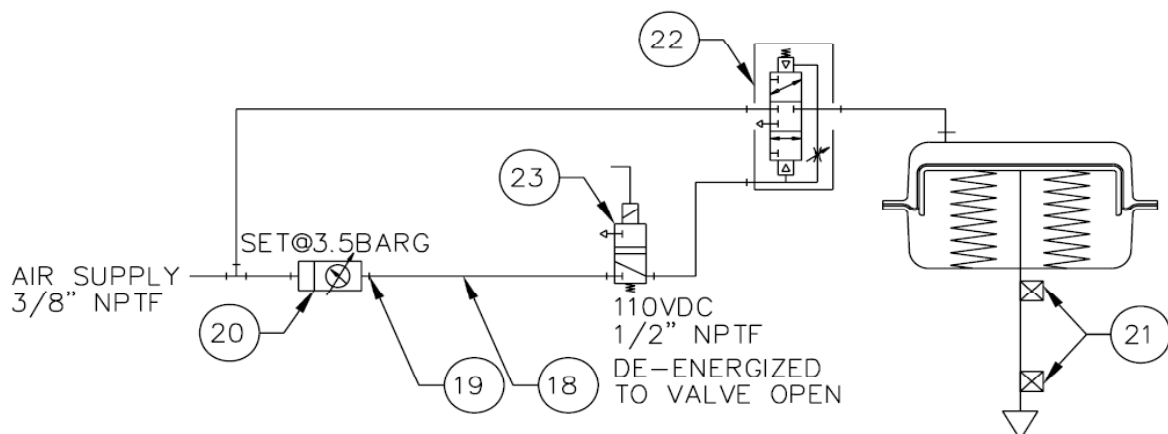 22
23
SET@3.5BARG
AIR SUPPLY
3/8" NPTF
110VDC
1/2" NPTF
DE-ENERGIZED
TO VALVE OPEN
20
19
18
21